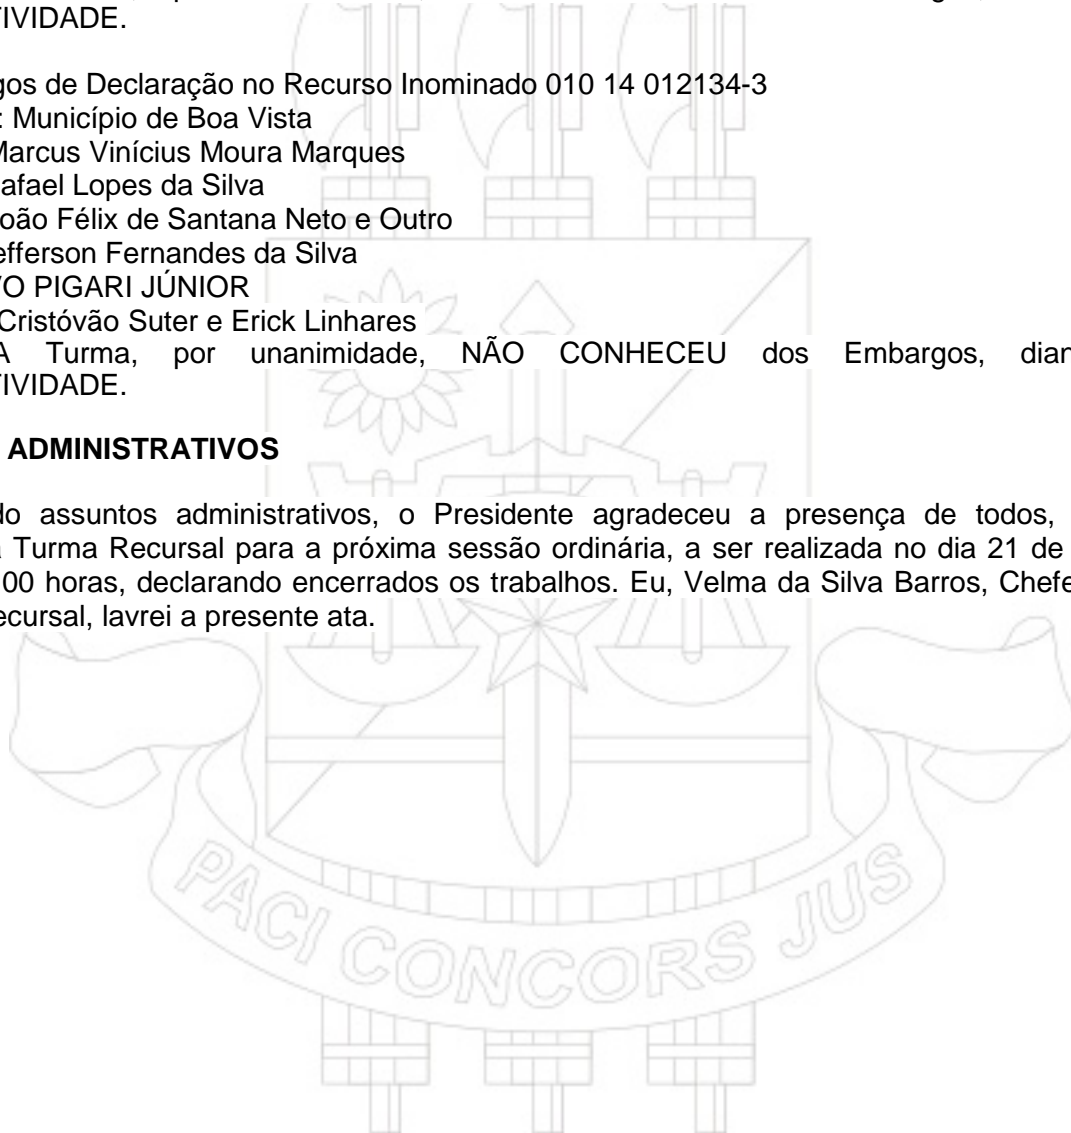 TIVIDADE.
gos de Declaração no Recurso Inominado 010 14 012134-3
: Município de Boa Vista
Marcus Vinícius Moura Marques
afael Lopes da Silva
oão Félix de Santana Neto e Outro
efferson Fernandes da Silva
VO PIGARI JÚNIOR
Cristóvão Suter e Erick Linhares
A Turma, por unanimidade, NÃO CONHECEU dos Embargos, dian
TIVIDADE.
ADMINISTRATIVOS
do assuntos administrativos, o Presidente agradeceu a presença de todos,
a Turma Recursal para a próxima sessão ordinária, a ser realizada no dia 21 de
00 horas, declarando encerrados os trabalhos. Eu, Velma da Silva Barros, Chefe
ecursal, lavrei a presente ata.
PACI CONCORS JUS